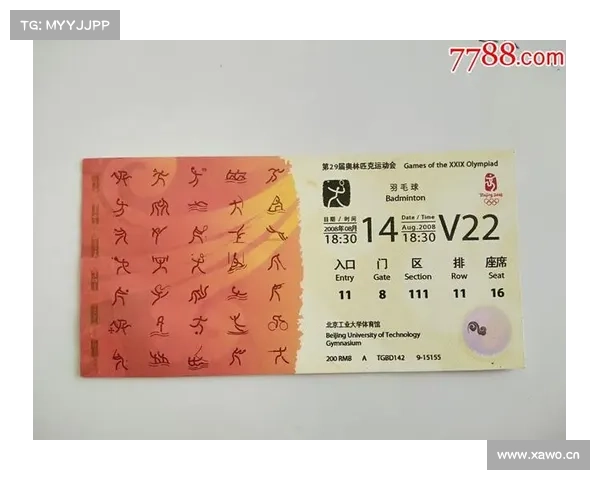 TG: MYYJJPP
7788.com
第29届奥林匹克运动会 Games of the XXIX Olympiad
羽毛球
Badminton
Beijing 2008
日期 / 时间
2008年08月
18:30
14
Date / Time
Aug.2008
18:30
V22
入口 门 区 排 座席
Entry Gate Section Row Seat
11 8 111 11 16
北京工业大学体育馆
Beijing University of Technology
Gymnasium
200 RMB A TGBD142 9-15155
www.xawo.cn